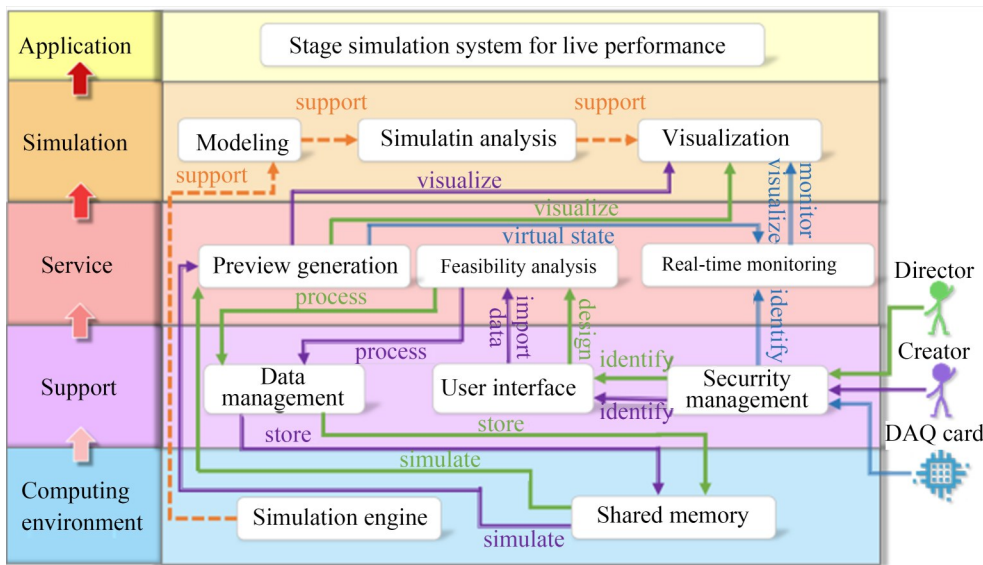 Application
Stage simulation system for live performance
support
support
Simulation
Modeling
Simulatin analysis
Visualization
support
visualize
visualize
monitor
visualize
virtual state
Service
Preview generation
Feasibility analysis
Real-time monitoring
Director
process
import
data
design
identify
process
identify
Creator
Support
Data
management
User interface
Securrity
management
identify
store
store
DAQ card
simulate
Computing
environment
Simulation engine
Shared memory
simulate